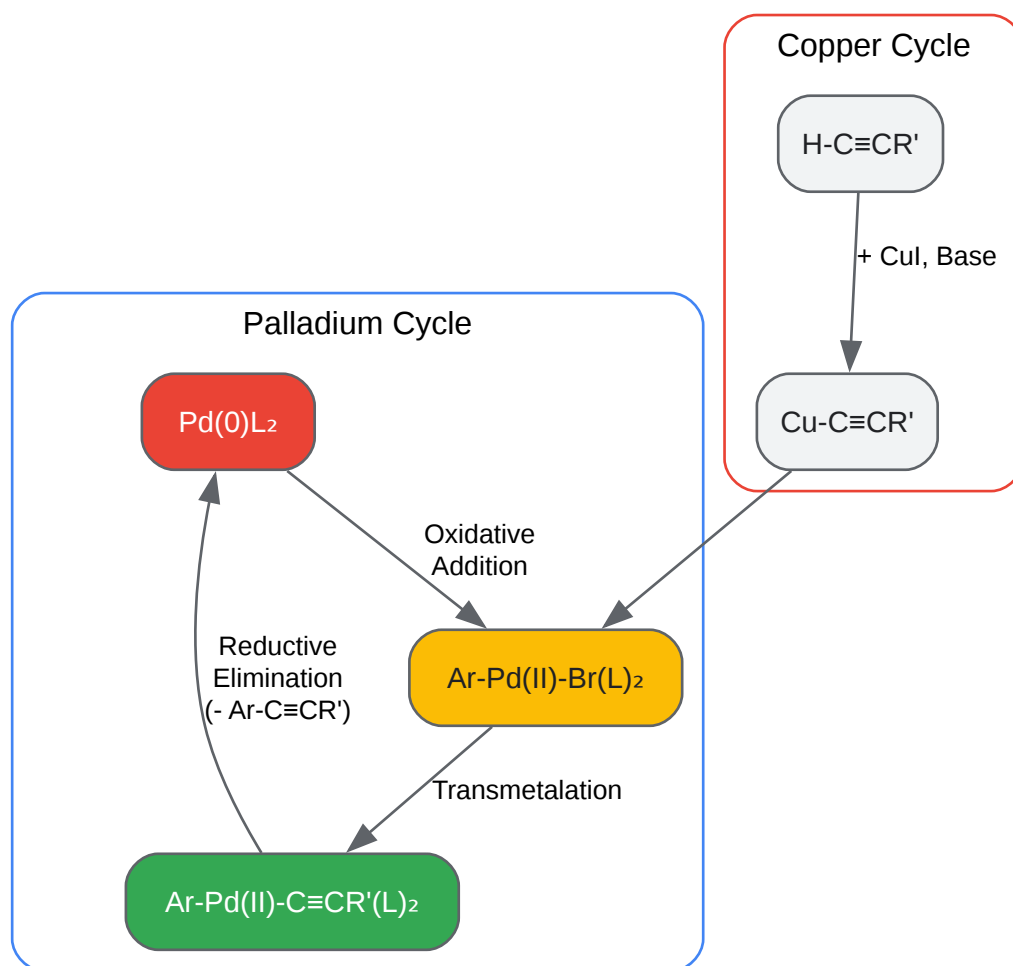 Copper Cycle
H-C≡CR'
+ CuI, Base
Cu-C≡CR'
Palladium Cycle
Pd(0)L₂
Oxidative
Addition
Ar-Pd(II)-Br(L)₂
Reductive
Elimination
(- Ar-C≡CR')
Transmetalation
Ar-Pd(II)-C≡CR'(L)₂